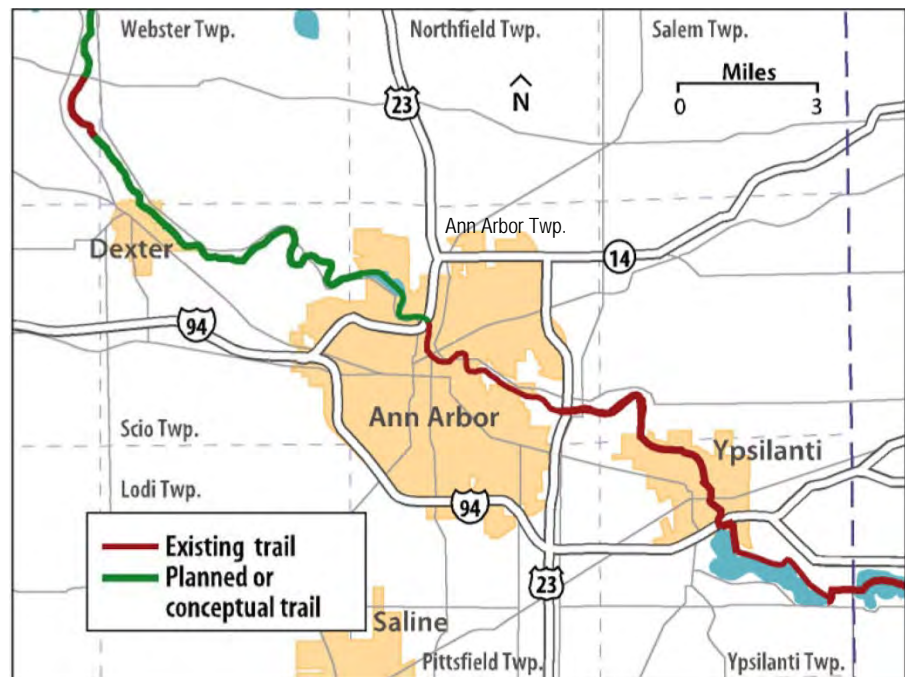 Webster Twp.
Northfield Twp.
Salem Twp.
Miles
0 3
N
23
Ann Arbor Twp.
Dexter
14
94
Ann Arbor
Scio Twp.
Ypsilanti
Lodi Twp.
94
Existing trail
Planned or
conceptual trail
23
Saline
Pittsfield Twp.
Ypsilanti Twp.